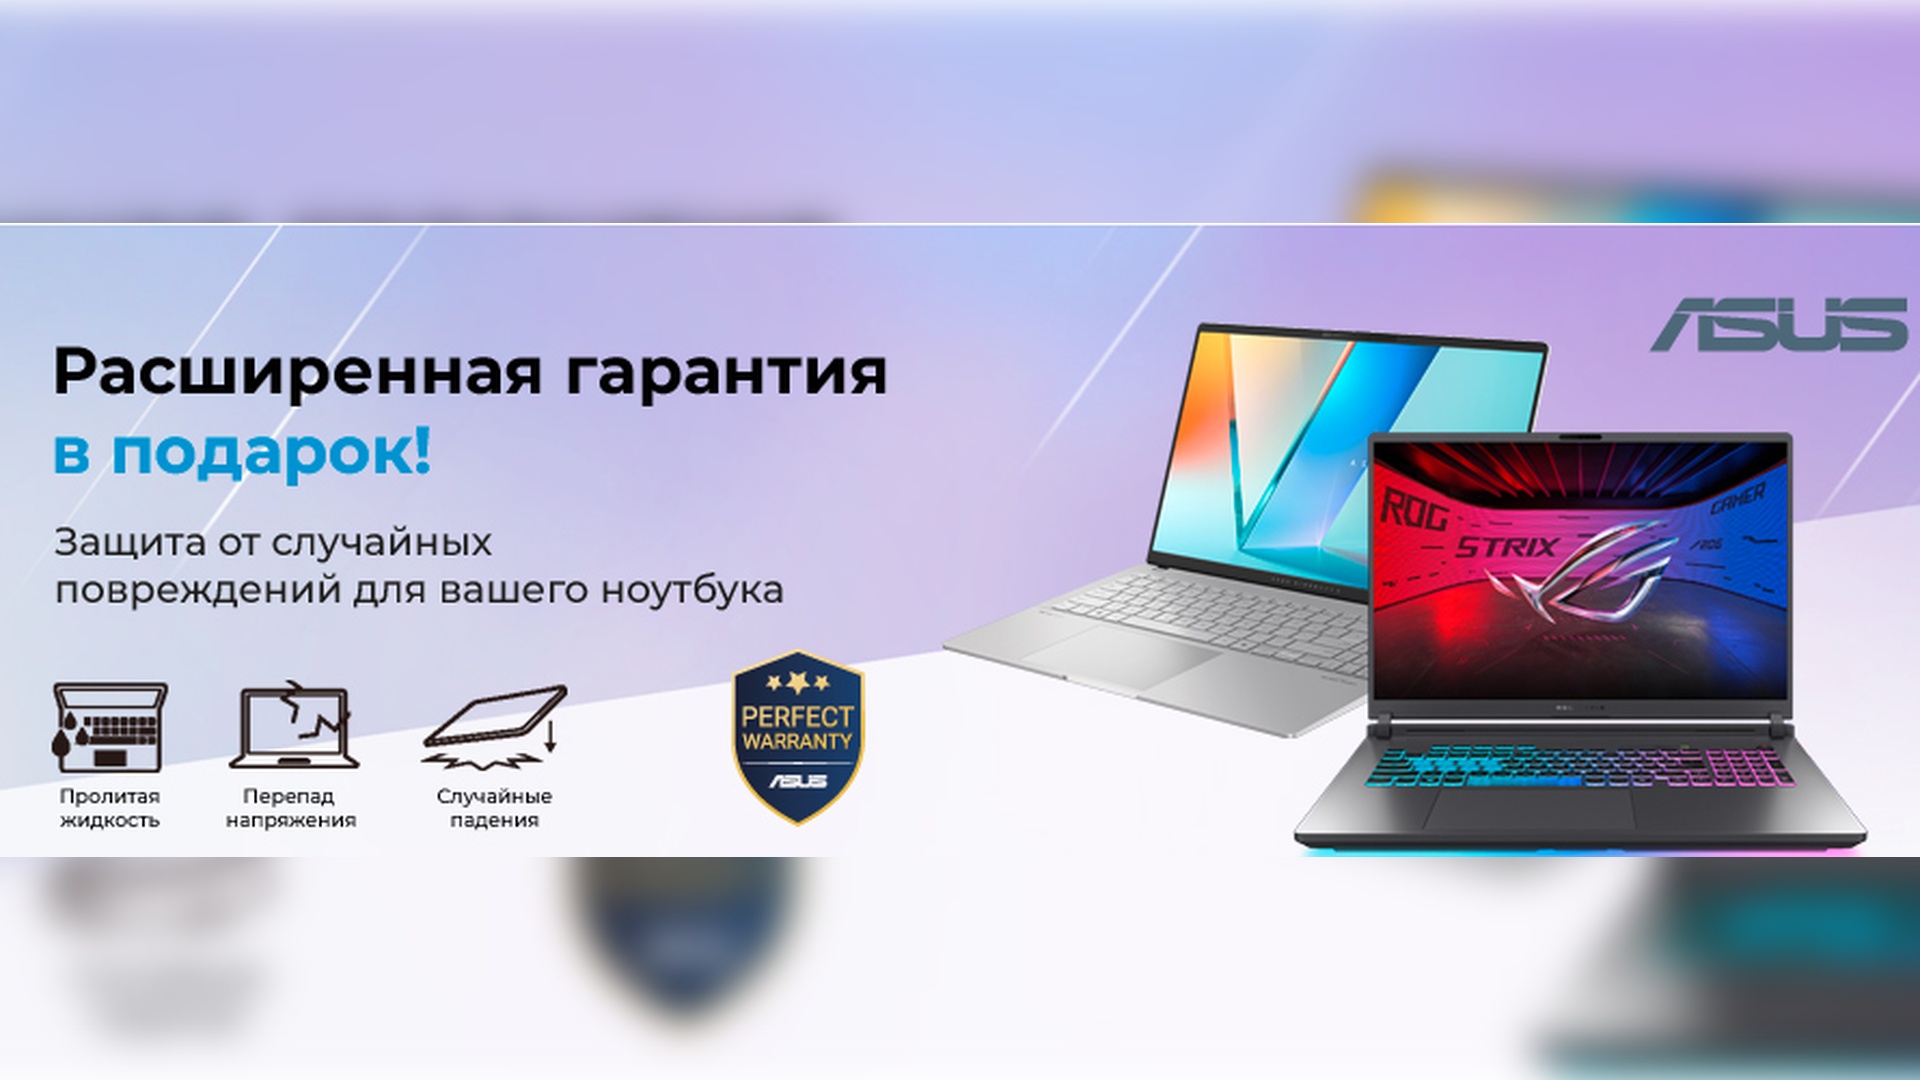 ASUS
Расширенная гарантия
в подарок!
Защита от случайных
повреждений для вашего ноутбука
Пролитая
жидкость
Перепад
напряжения
Случайные
падения
PERFECT
WARRANTY
ASUS
ROG
STRIX
GAMER